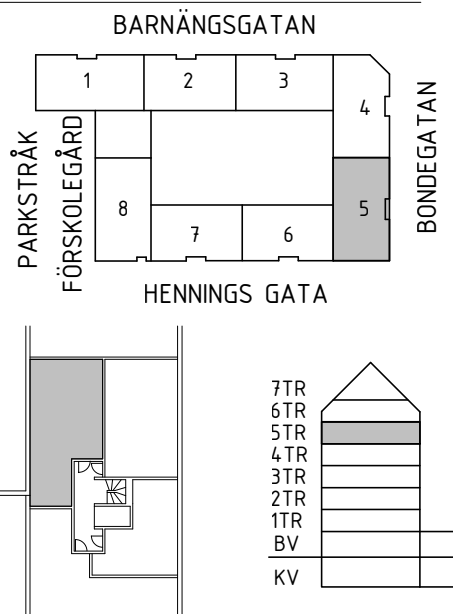 BARNÄNGSGATAN
1
2
3
4
PARKSTRÅK
FÖRSKOLEGÅRD
BONDEGATAN
8
7
6
5
HENNINGS GATA
7TR
6TR
5TR
4TR
3TR
2TR
1TR
BV
KV